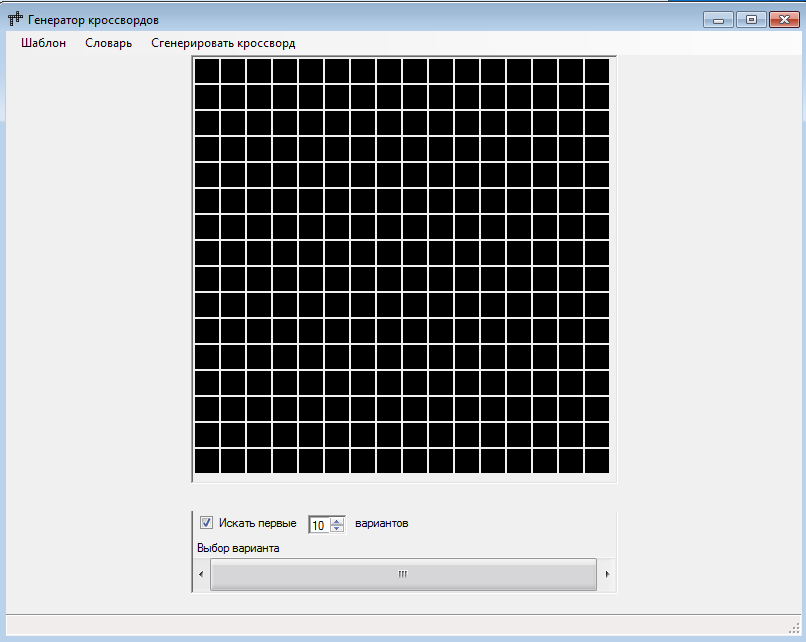 Генератор кроссвордов
Шаблон Словарь Сгенерировать кроссворд
Искать первые 10 вариантов
Выбор варианта